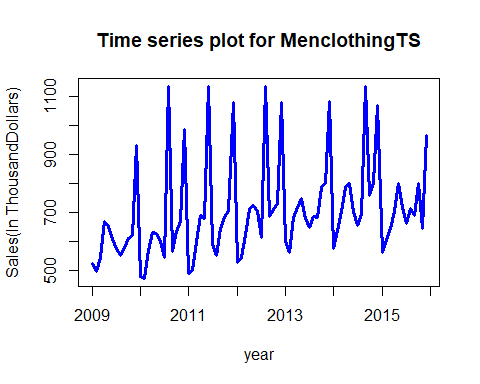 Time series plot for MenclothingTS
Sales(In ThousandDollars)
1100
900
700
500
2009 2011 2013 2015
year